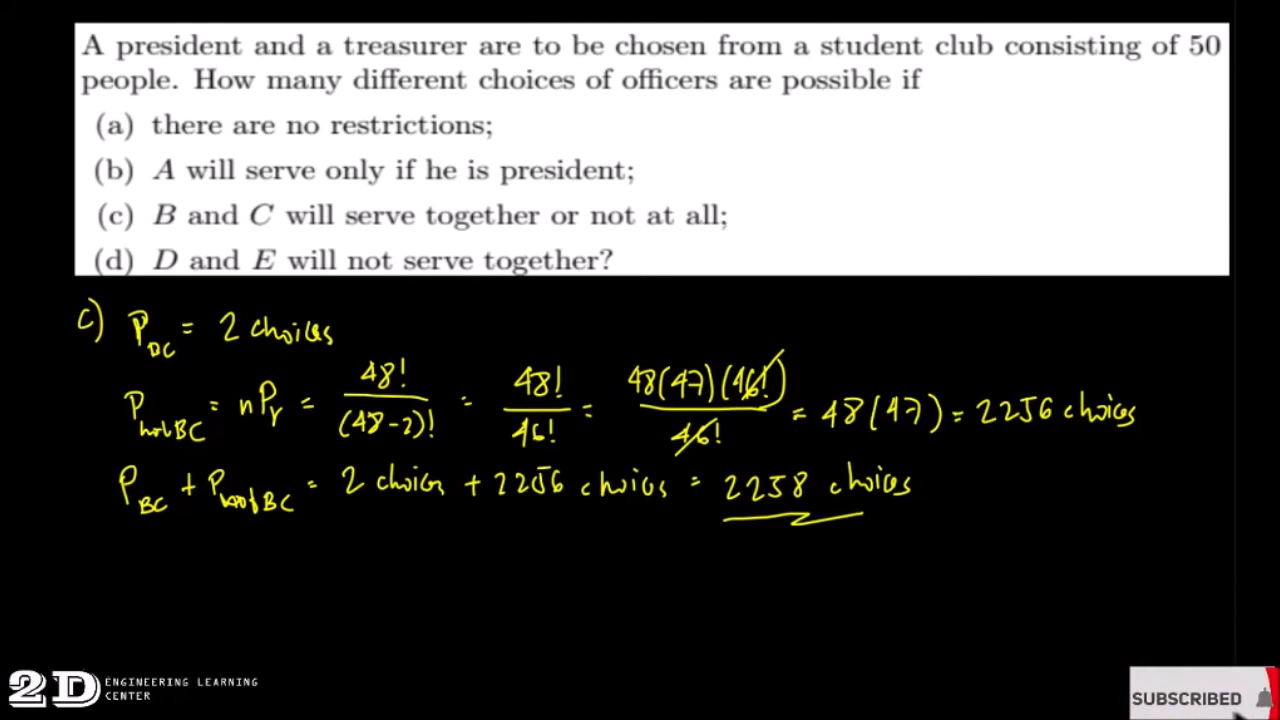 A president and a treasurer are to be chosen from a student club consisting of 50
people. How many different choices of officers are possible if
(a) there are no restrictions;
(b) A will serve only if he is president;
(c) B and C will serve together or not at all;
(d) D and E will not serve together?
c) P_BC = 2 choices
P_not BC = nPr = 48!/(48-2)! = 48!/46! = 48(47)(46!)/46! = 48(47) = 2256 choices
P_BC + P_not BC = 2 choices + 2256 choices = 2258 choices
2D ENGINEERING LEARNING
CENTER
SUBSCRIBED